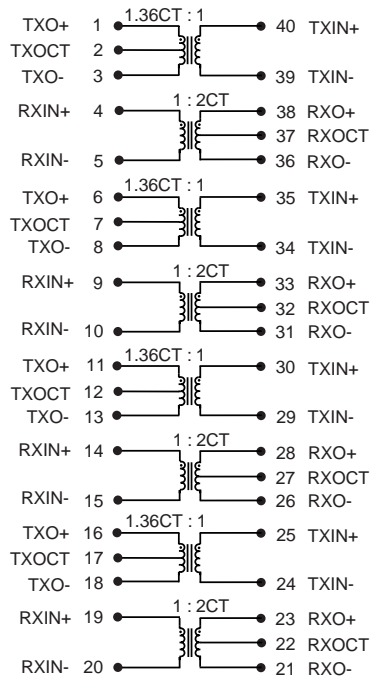 TXO+ 1 1.36CT : 1 40 TXIN+
TXOCT 2
TXO- 3 39 TXIN-
RXIN+ 4 1 : 2CT 38 RXO+
37 RXOCT
RXIN- 5 36 RXO-
TXO+ 6 1.36CT : 1 35 TXIN+
TXOCT 7
TXO- 8 34 TXIN-
RXIN+ 9 1 : 2CT 33 RXO+
32 RXOCT
RXIN- 10 31 RXO-
TXO+ 11 1.36CT : 1 30 TXIN+
TXOCT 12
TXO- 13 29 TXIN-
RXIN+ 14 1 : 2CT 28 RXO+
27 RXOCT
RXIN- 15 26 RXO-
TXO+ 16 1.36CT : 1 25 TXIN+
TXOCT 17
TXO- 18 24 TXIN-
RXIN+ 19 1 : 2CT 23 RXO+
22 RXOCT
RXIN- 20 21 RXO-